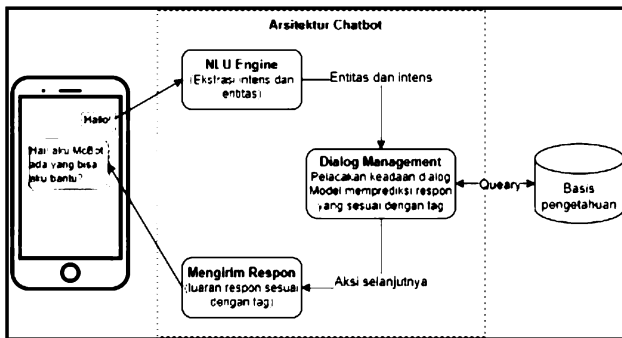 Arsitektur Chatbot
Hallo!
Hai! aku McBot
ada yang bisa
aku bantu?
NLU Engine
(Ekstrasi intens dan
entitas)
Entitas dan intens
Dialog Management
Pelacakan keadaan dialog
Model memprediksi respon
yang sesuai dengan tag
Queary
Basis
pengetahuan
Aksi selanjutnya
Mengirim Respon
(luaran respon sesuai
dengan tag)